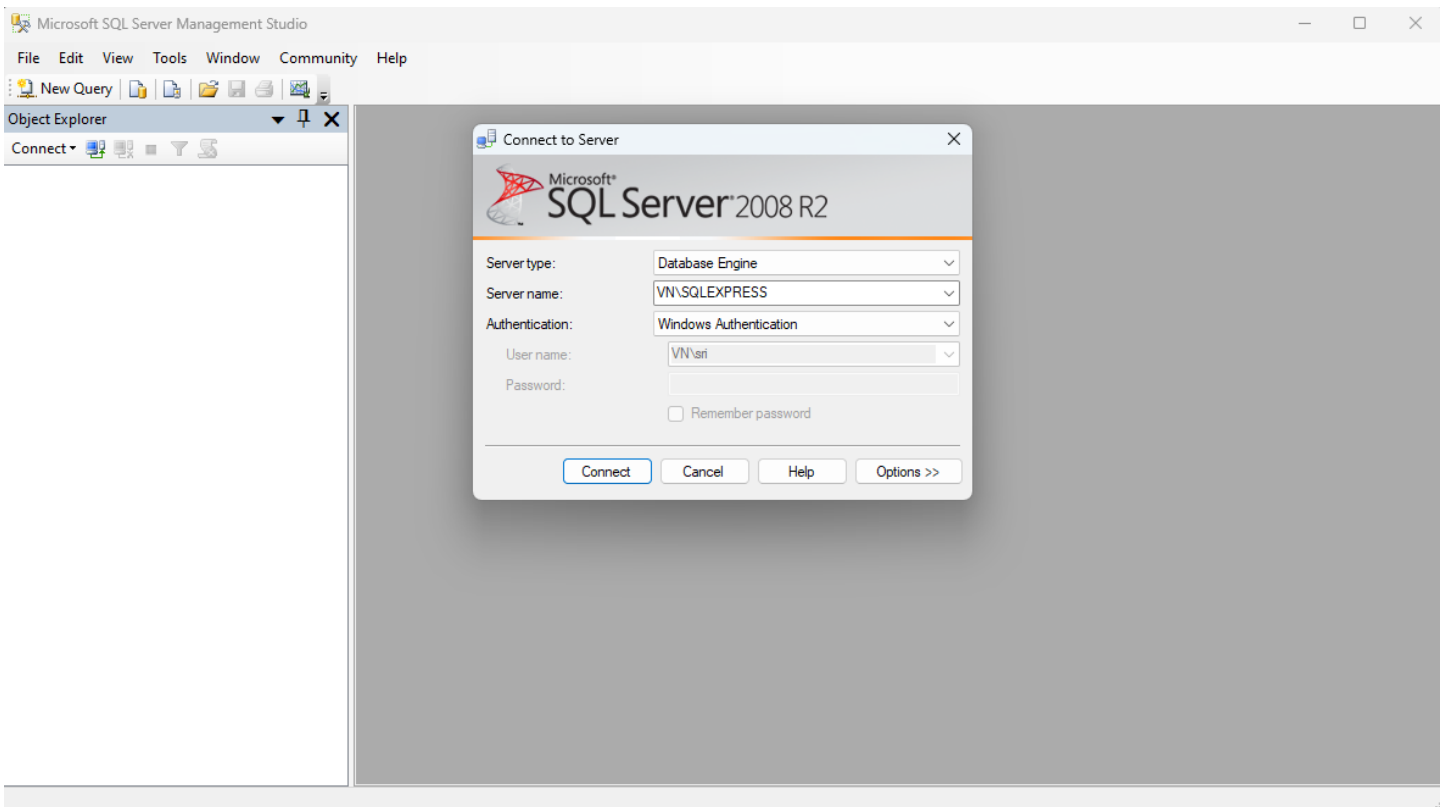 Microsoft SQL Server Management Studio
File Edit View Tools Window Community Help
New Query
Object Explorer
Connect
Connect to Server
Microsoft®
SQL Server® 2008 R2
Server type: Database Engine
Server name: VN\SQLEXPRESS
Authentication: Windows Authentication
User name: VN\sri
Password:
Remember password
Connect Cancel Help Options >>